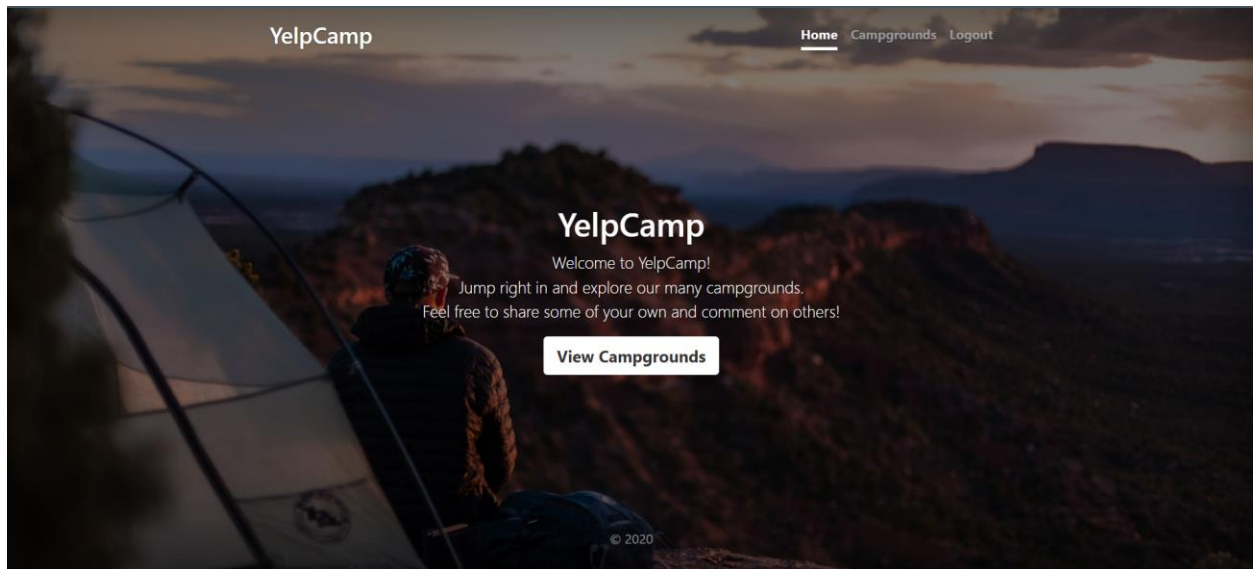 YelpCamp
Home Campgrounds Logout
YelpCamp
Welcome to YelpCamp!
Jump right in and explore our many campgrounds.
Feel free to share some of your own and comment on others!
View Campgrounds
© 2020